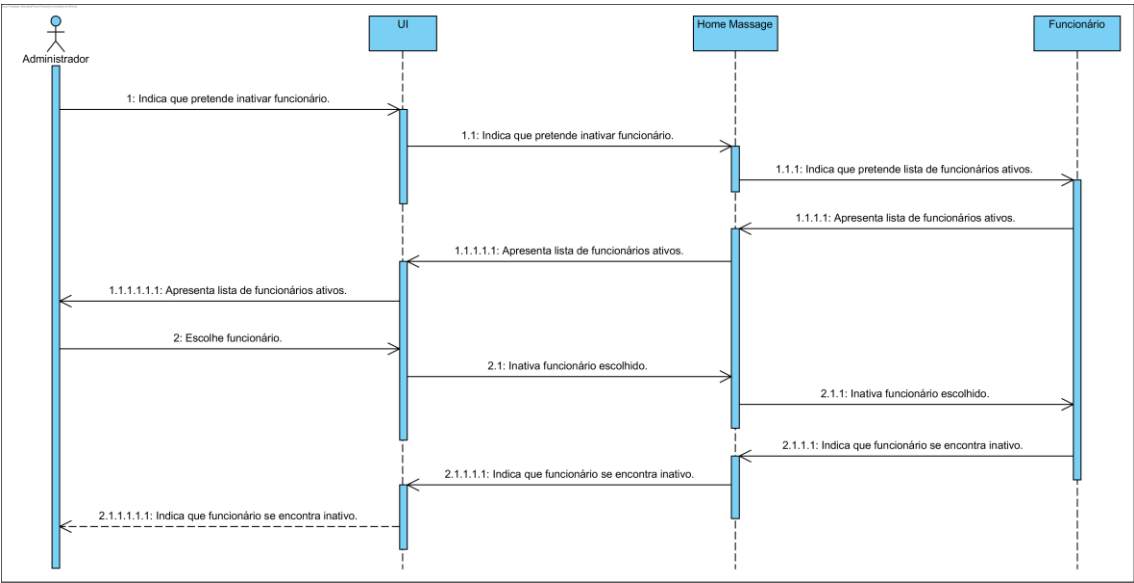 UI
Home Massage
Funcionário
Administrador
1: Indica que pretende inativar funcionário.
1.1: Indica que pretende inativar funcionário.
1.1.1: Indica que pretende lista de funcionários ativos.
1.1.1.1: Apresenta lista de funcionários ativos.
1.1.1.1.1: Apresenta lista de funcionários ativos.
1.1.1.1.1.1: Apresenta lista de funcionários ativos.
2: Escolhe funcionário.
2.1: Inativa funcionário escolhido.
2.1.1: Inativa funcionário escolhido.
2.1.1.1: Indica que funcionário se encontra inativo.
2.1.1.1.1: Indica que funcionário se encontra inativo.
2.1.1.1.1.1: Indica que funcionário se encontra inativo.